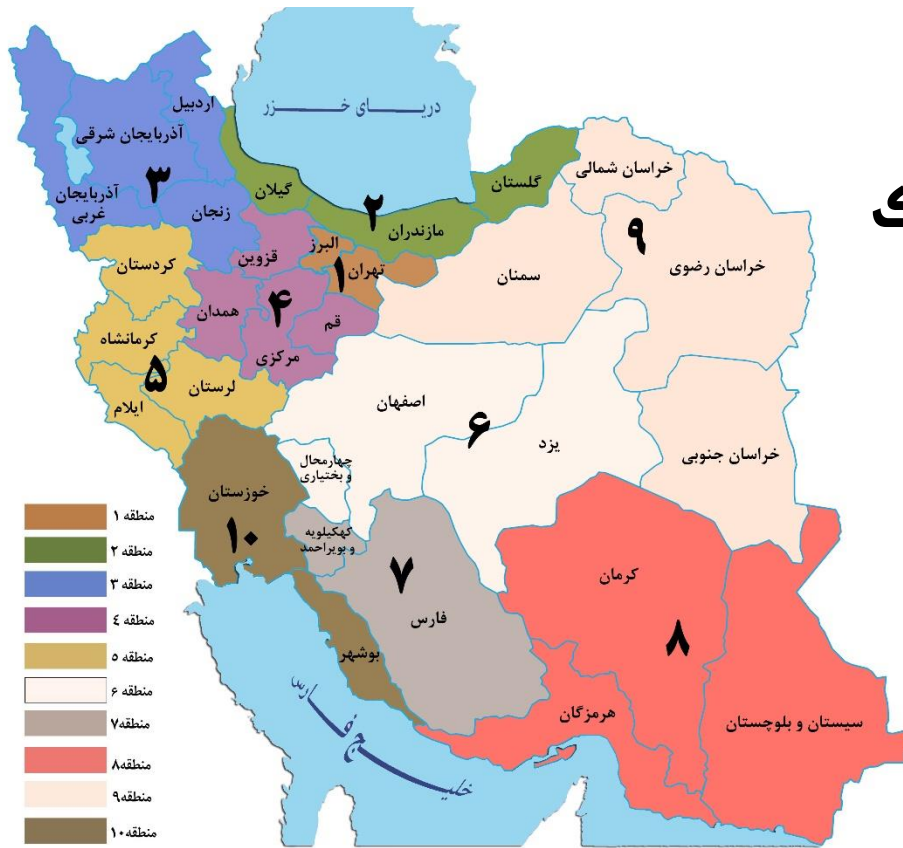 دریای خزر
اردبیل
آذربایجان شرقی
۳
آذربایجان
غربی
زنجان
گیلان
۲
مازندران
گلستان
خراسان شمالی
ی
۹
خراسان رضوی
سمنان
البرز
تهران
۱
قزوین
کردستان
همدان
۴
قم
مرکزی
کرمانشاه
۵
ایلام
لرستان
اصفهان
۶
یزد
خراسان جنوبی
چهارمحال
و بختیاری
خوزستان
۱۰
کهکیلویه
و بویراحمد
۷
فارس
کرمان
۸
بوشهر
هرمزگان
سیستان و بلوچستان
خلیج فارس
منطقه ۱
منطقه ۲
منطقه ۳
منطقه ٤
منطقه ٥
منطقه ۶
منطقه۷
منطقه۸
منطقه۹
منطقه۱۰